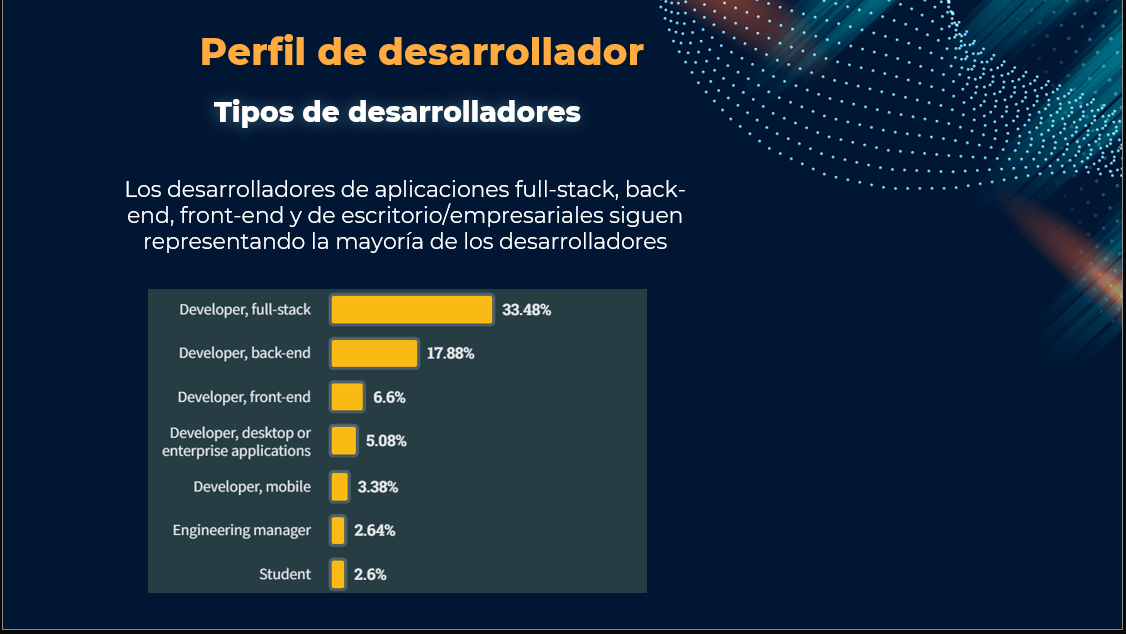 Perfil de desarrollador
Tipos de desarrolladores
Los desarrolladores de aplicaciones full-stack, back-
end, front-end y de escritorio/empresariales siguen
representando la mayoría de los desarrolladores
Developer, full-stack 33.48%
Developer, back-end 17.88%
Developer, front-end 6.6%
Developer, desktop or
enterprise applications 5.08%
Developer, mobile 3.38%
Engineering manager 2.64%
Student 2.6%